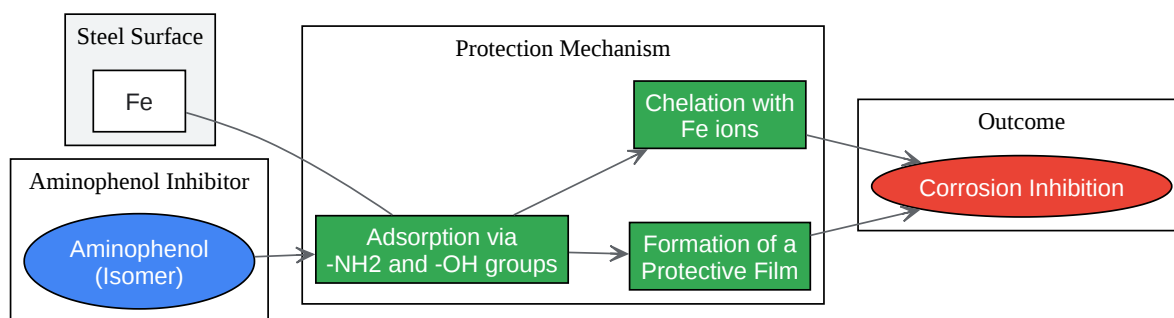 Steel Surface
Fe
Aminophenol Inhibitor
Aminophenol
(Isomer)
Protection Mechanism
Adsorption via
-NH2 and -OH groups
Chelation with
Fe ions
Formation of a
Protective Film
Outcome
Corrosion Inhibition